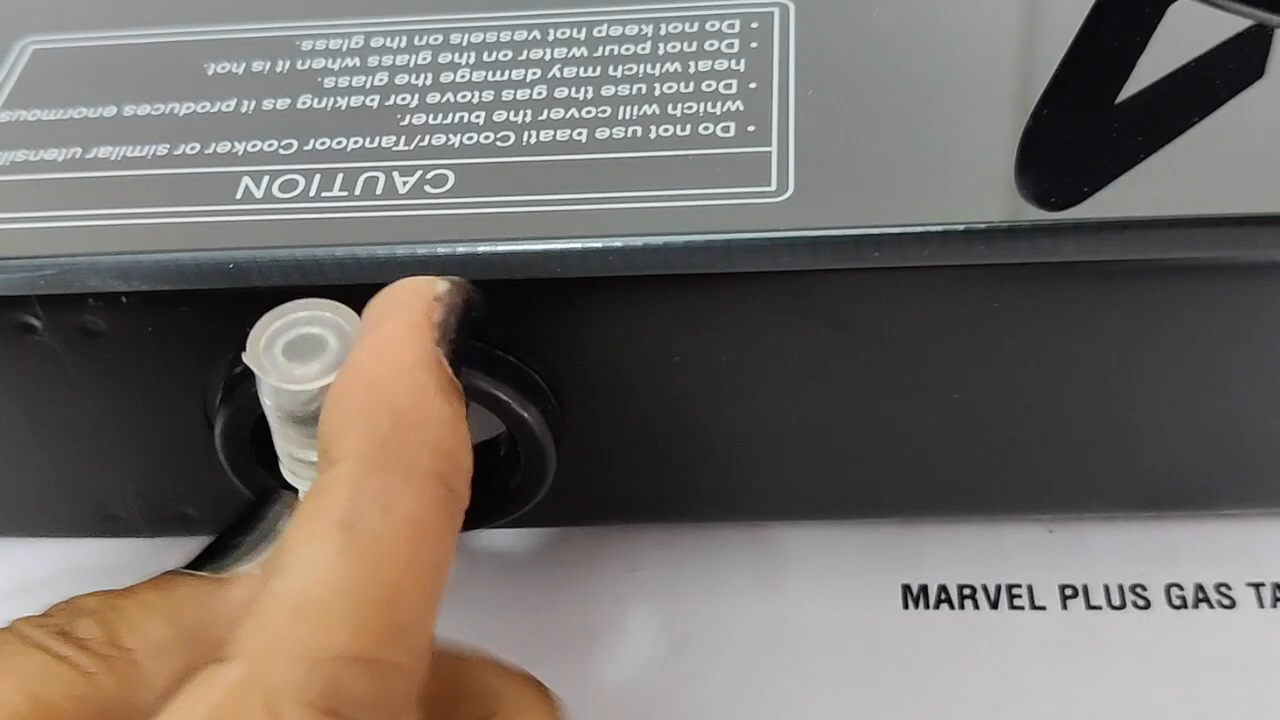 CAUTION
• Do not use baati Cooker/Tandoor Cooker or similar utensils
which will cover the burner.
• Do not use the gas stove for baking as it produces enormous
heat which may damage the glass.
• Do not pour water on the glass when it is hot.
• Do not keep hot vessels on the glass.
MARVEL PLUS GAS TA